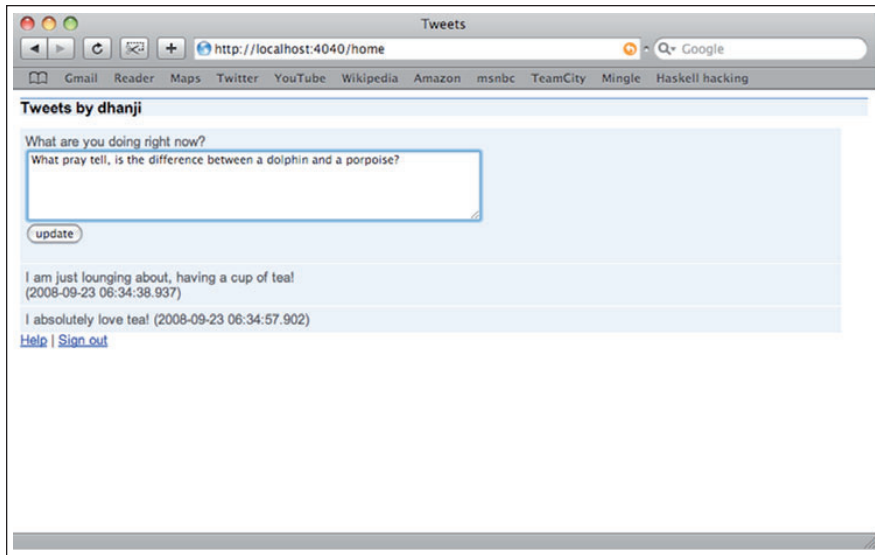 Tweets
http://localhost:4040/home
Google
Gmail Reader Maps Twitter YouTube Wikipedia Amazon msnbc TeamCity Mingle Haskell hacking
Tweets by dhanji
What are you doing right now?
What pray tell, is the difference between a dolphin and a porpoise?
update
I am just lounging about, having a cup of tea!
(2008-09-23 06:34:38.937)
I absolutely love tea! (2008-09-23 06:34:57.902)
Help | Sign out